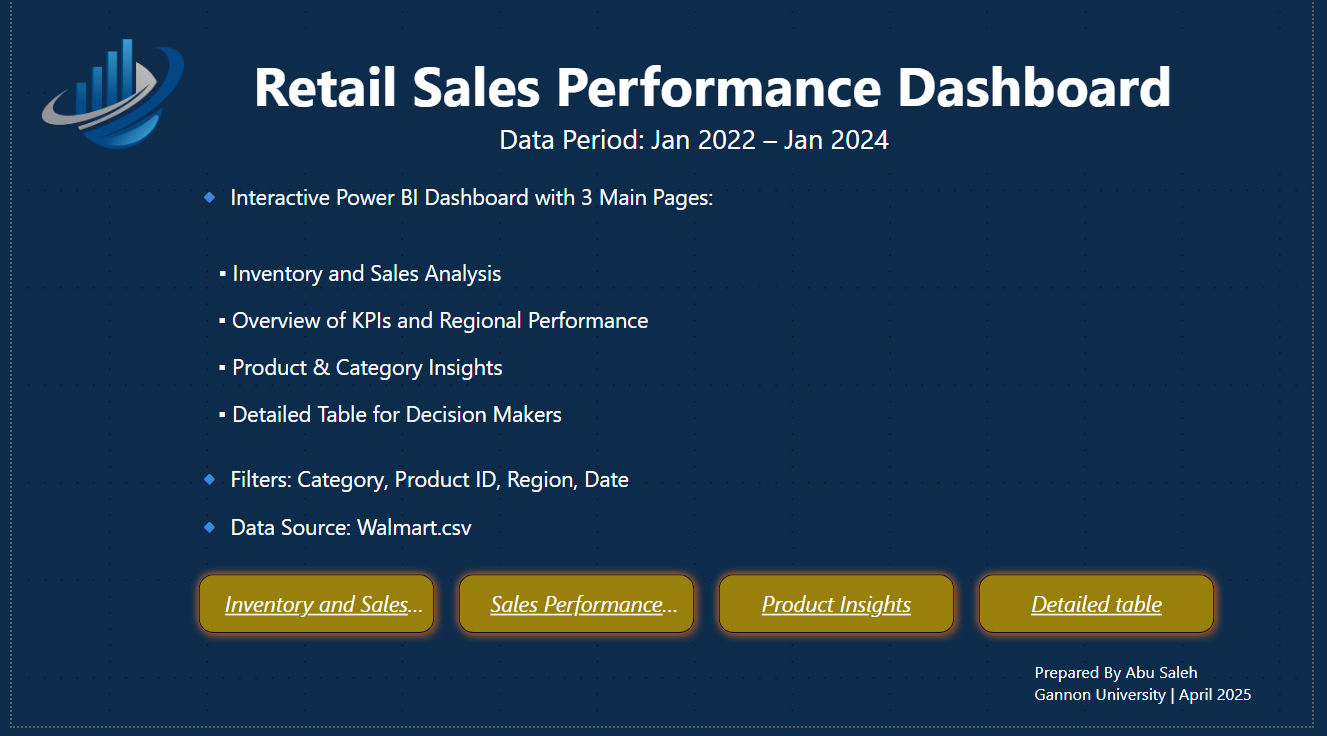 Retail Sales Performance Dashboard
Data Period: Jan 2022 – Jan 2024
◆ Interactive Power BI Dashboard with 3 Main Pages:
▪ Inventory and Sales Analysis
▪ Overview of KPIs and Regional Performance
▪ Product & Category Insights
▪ Detailed Table for Decision Makers
◆ Filters: Category, Product ID, Region, Date
◆ Data Source: Walmart.csv
Inventory and Sales... Sales Performance... Product Insights Detailed table
Prepared By Abu Saleh
Gannon University | April 2025